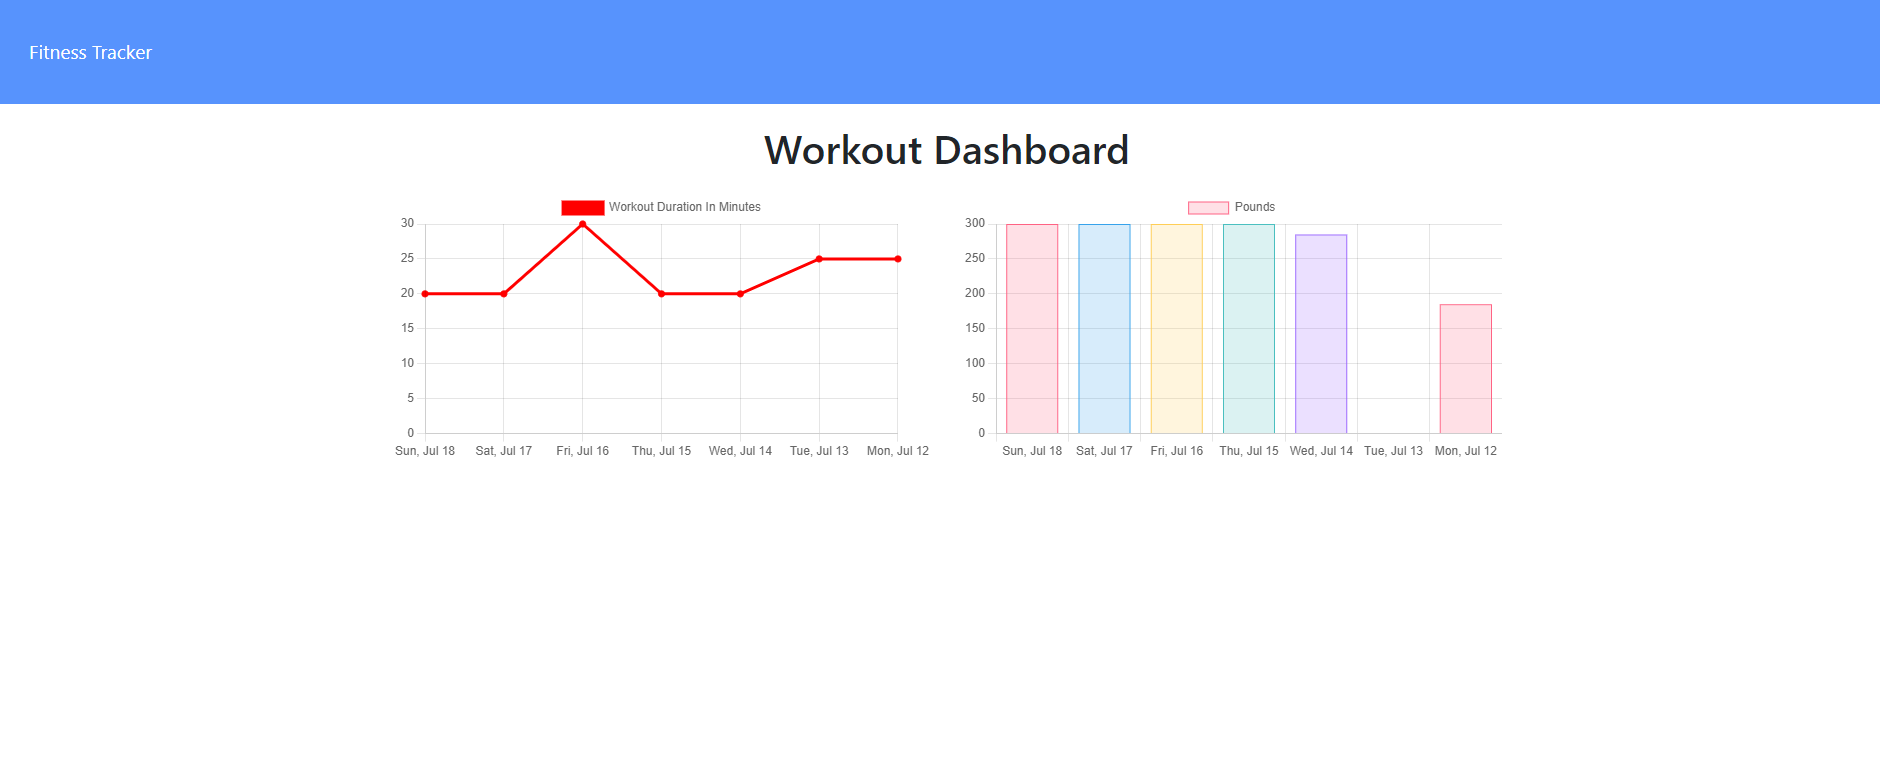 Fitness Tracker
Workout Dashboard
Workout Duration In Minutes
30
25
20
15
10
5
0
Sun, Jul 18 Sat, Jul 17 Fri, Jul 16 Thu, Jul 15 Wed, Jul 14 Tue, Jul 13 Mon, Jul 12
Pounds
300
250
200
150
100
50
0
Sun, Jul 18 Sat, Jul 17 Fri, Jul 16 Thu, Jul 15 Wed, Jul 14 Tue, Jul 13 Mon, Jul 12